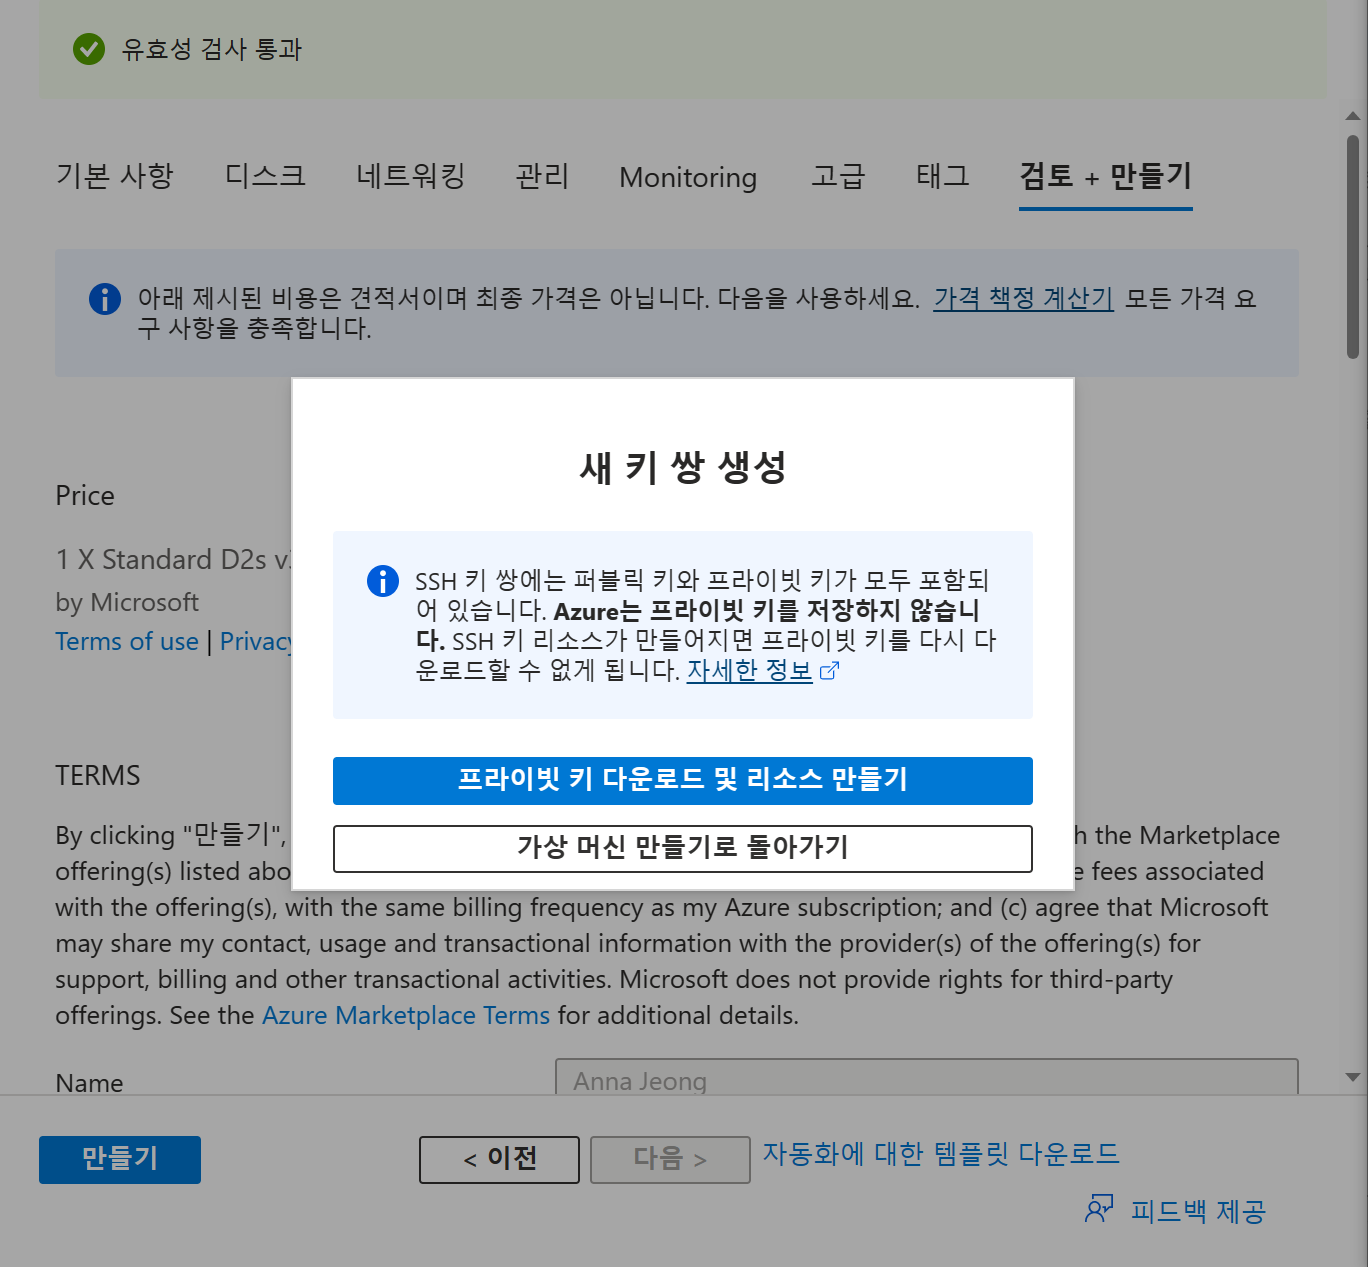 유효성 검사 통과
기본 사항 디스크 네트워킹 관리 Monitoring 고급 태그 검토 + 만들기
아래 제시된 비용은 견적서이며 최종 가격은 아닙니다. 다음을 사용하세요. 가격 책정 계산기 모든 가격 요
구 사항을 충족합니다.
새 키 쌍 생성
SSH 키 쌍에는 퍼블릭 키와 프라이빗 키가 모두 포함되
어 있습니다. Azure는 프라이빗 키를 저장하지 않습니
다. SSH 키 리소스가 만들어지면 프라이빗 키를 다시 다
운로드할 수 없게 됩니다. 자세한 정보
프라이빗 키 다운로드 및 리소스 만들기
가상 머신 만들기로 돌아가기
Price
1 X Standard D2s
by Microsoft
Terms of use | Privacy
TERMS
By clicking "만들기", the Marketplace
offering(s) listed fees associated
with the offering(s), with the same billing frequency as my Azure subscription; and (c) agree that Microsoft
may share my contact, usage and transactional information with the provider(s) of the offering(s) for
support, billing and other transactional activities. Microsoft does not provide rights for third-party
offerings. See the Azure Marketplace Terms for additional details.
Name Anna Jeong
만들기 < 이전 다음 > 자동화에 대한 템플릿 다운로드
피드백 제공